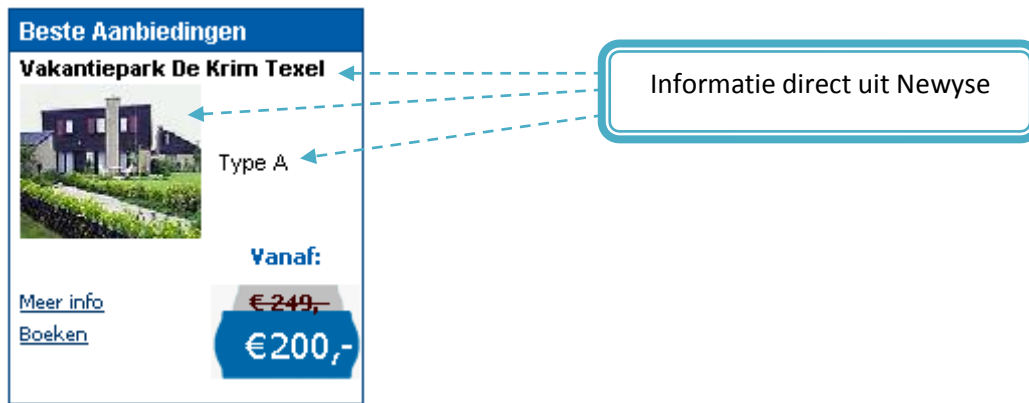 Beste Aanbiedingen
Vakantiepark De Krim Texel
Type A
Vanaf:
Meer info
€ 249,-
Boeken
€200,-
Informatie direct uit Newyse